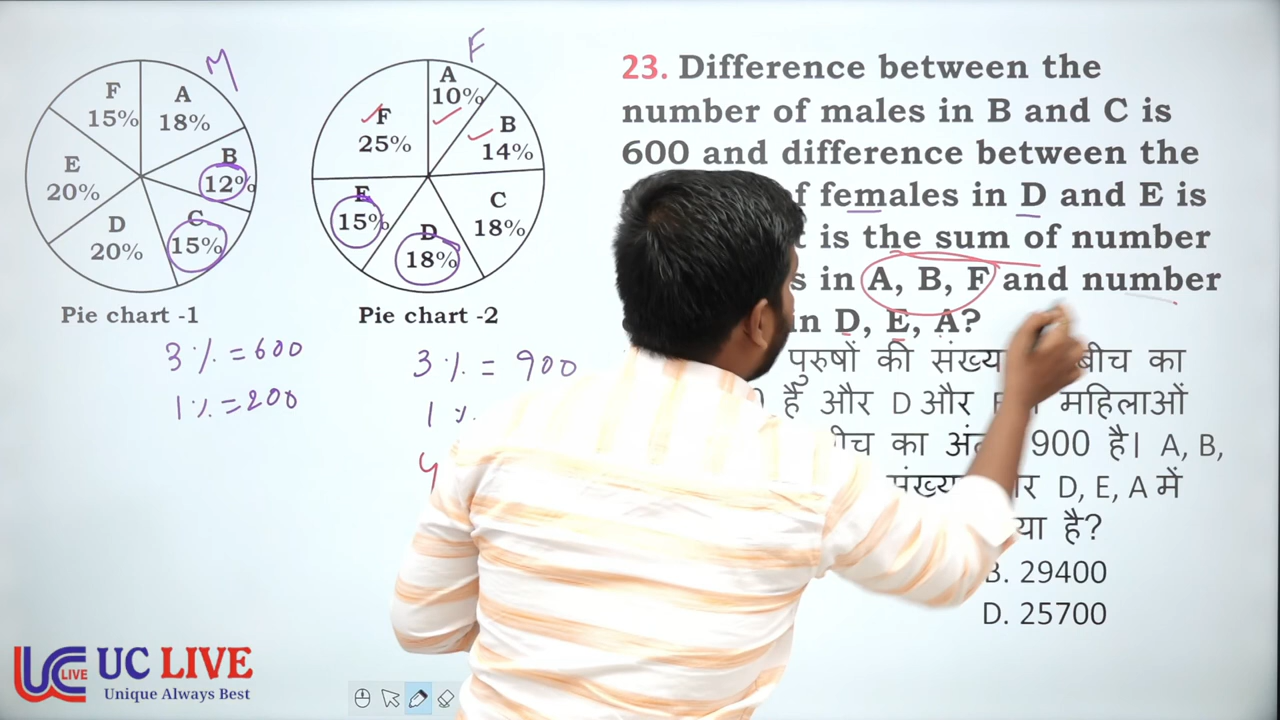 M
F
F
15%
A
18%
B
12%
C
15%
D
20%
E
20%
Pie chart -1
A
10%
B
14%
C
18%
D
18%
E
15%
F
25%
Pie chart -2
3 % = 600
1 % = 200
3 % = 900
1 %
23. Difference between the
number of males in B and C is
600 and difference between the
females in D and E is
is the sum of number
in A, B, F and number
in D, E, A?
पुरुषों की बीच का
है और D और महिलाओं
का 900 है। A, B,
D, E, A में
है?
B. 29400
D. 25700
UC LIVE
LIVE
Unique Always Best